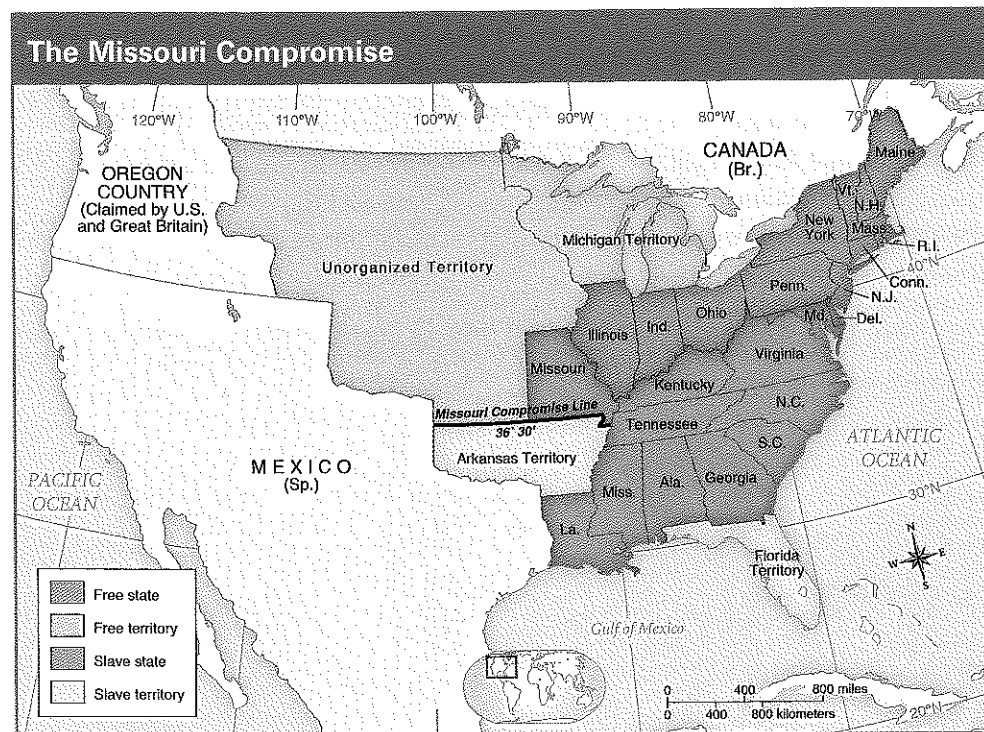 The Missouri Compromise
120°W
110°W
100°W
90°W
80°W
70°W
OREGON
COUNTRY
(Claimed by U.S.
and Great Britain)
CANADA
(Br.)
Maine
Vt.
N.H.
New
York
Mass.
R.I.
40°N
Conn.
N.J.
Michigan Territory
Unorganized Territory
Penn.
Ohio
Ind.
Illinois
Md.
Del.
Missouri
Virginia
Kentucky
Missouri Compromise Line
36° 30'
N.C.
Tennessee
Arkansas Territory
S.C.
ATLANTIC
OCEAN
MEXICO
(Sp.)
PACIFIC
OCEAN
Miss.
Ala.
Georgia
30°N
La.
Florida
Territory
N
W
E
S
Free state
Free territory
Slave state
Slave territory
Gulf of Mexico
0 400 800 miles
0 400 800 kilometers
20°N